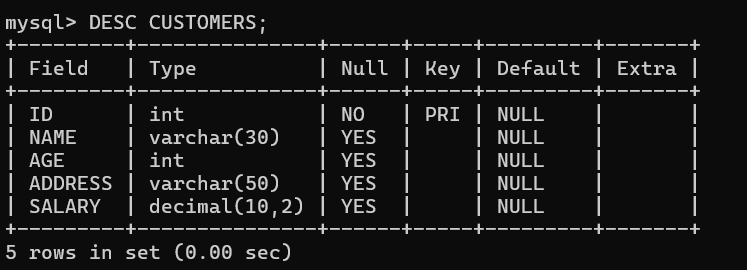 mysql> DESC CUSTOMERS;
+---------+---------------+------+-----+---------+-------+
| Field   | Type          | Null | Key | Default | Extra |
+---------+---------------+------+-----+---------+-------+
| ID      | int           | NO   | PRI | NULL    |       |
| NAME    | varchar(30)   | YES  |     | NULL    |       |
| AGE     | int           | YES  |     | NULL    |       |
| ADDRESS | varchar(50)   | YES  |     | NULL    |       |
| SALARY  | decimal(10,2) | YES  |     | NULL    |       |
+---------+---------------+------+-----+---------+-------+
5 rows in set (0.00 sec)